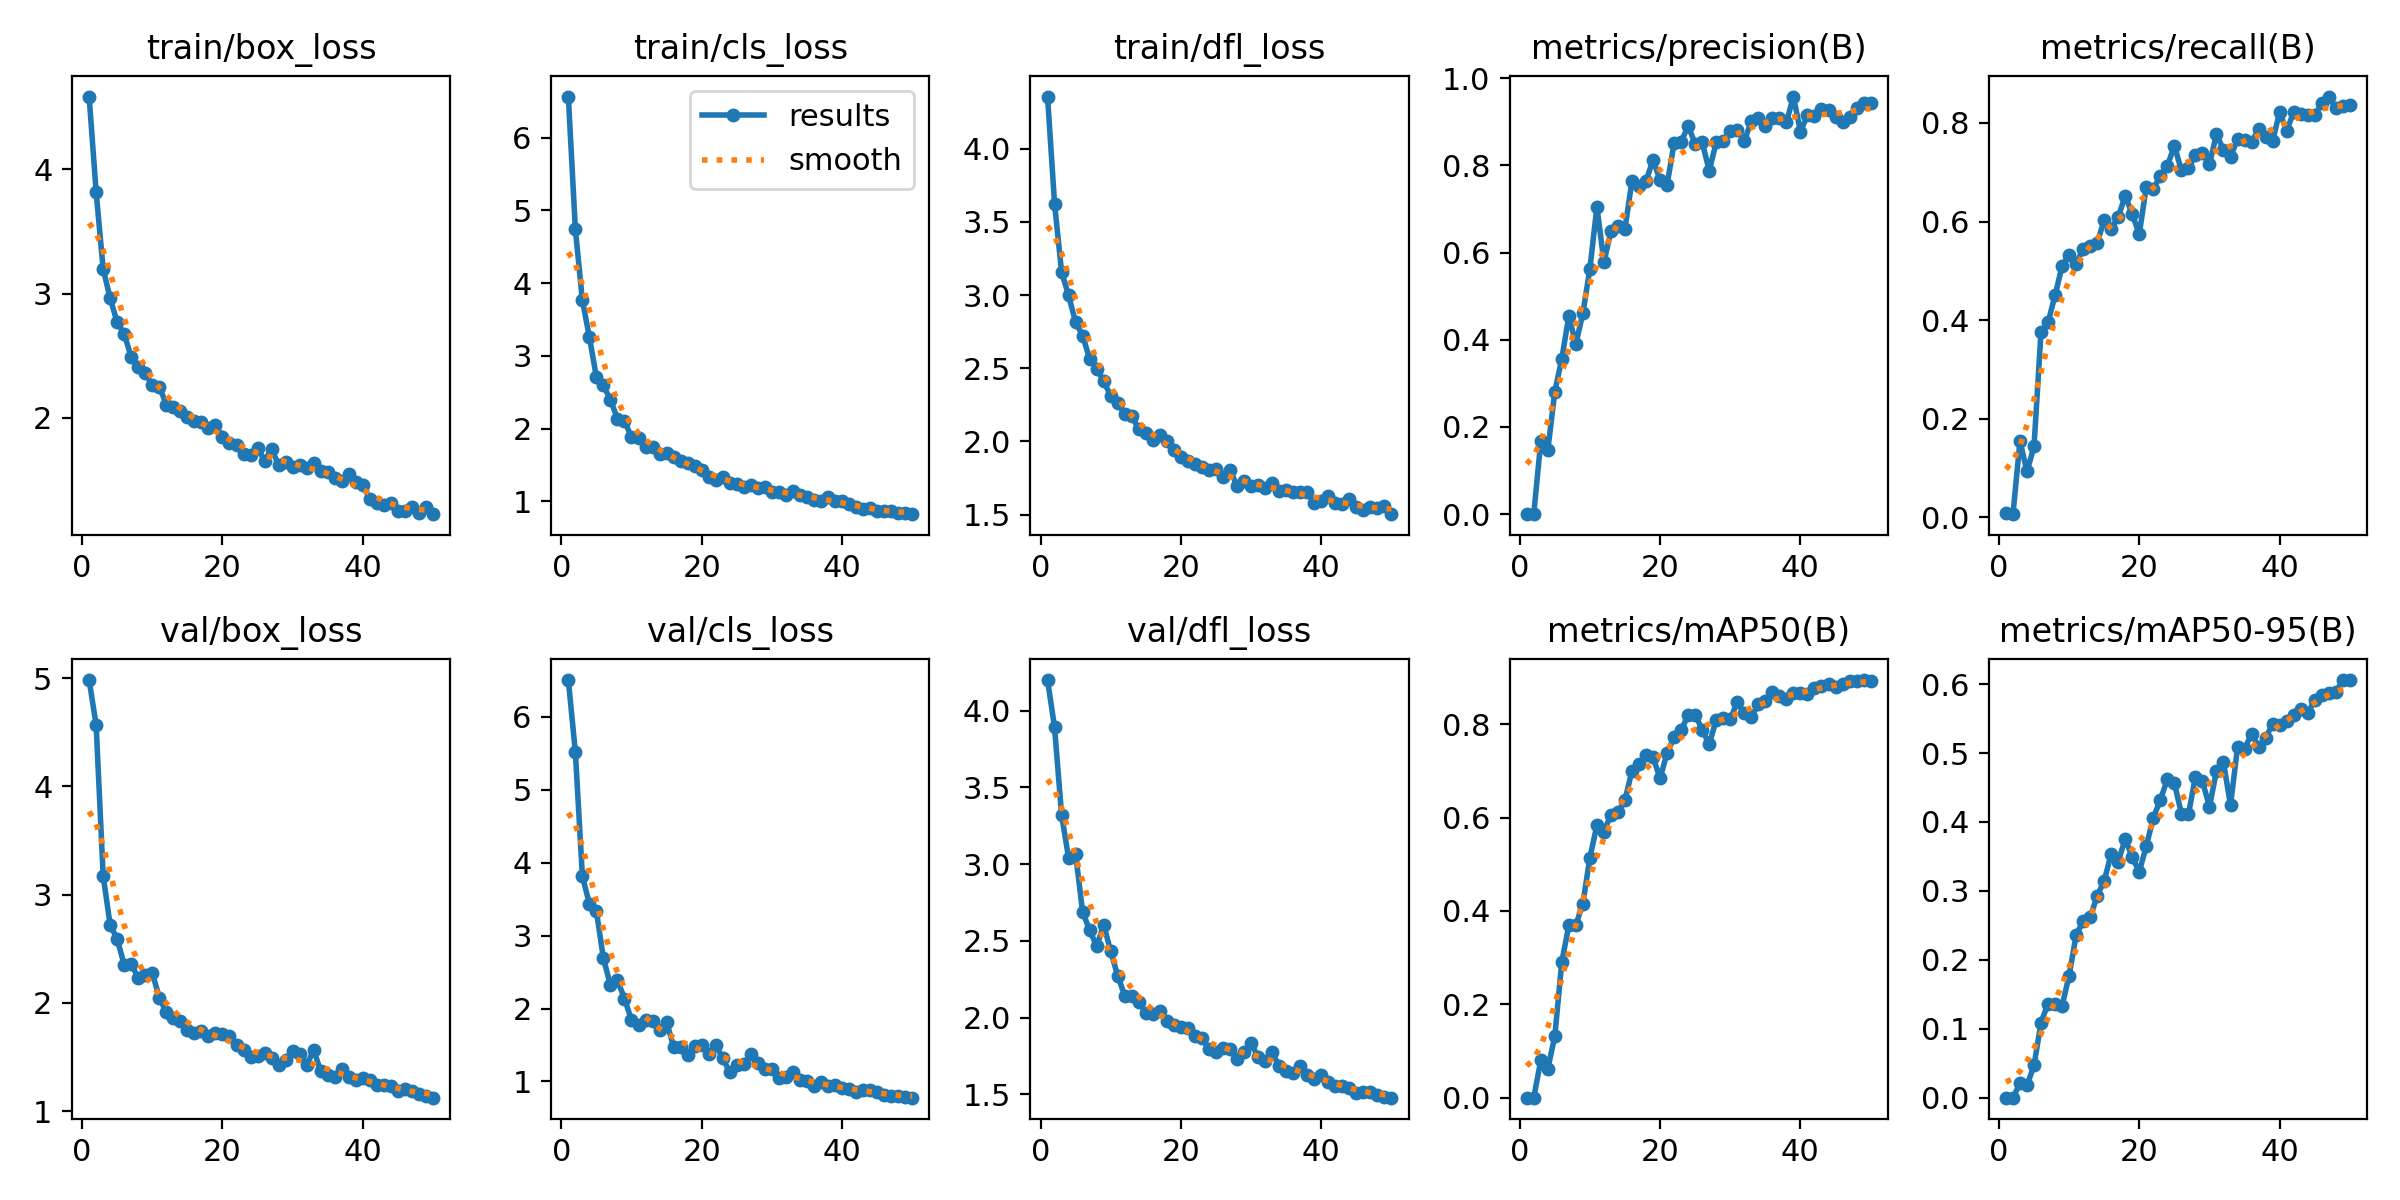 train/box_loss
4
3
2
0 20 40
train/cls_loss
results
smooth
6
5
4
3
2
1
0 20 40
train/dfl_loss
4.0
3.5
3.0
2.5
2.0
1.5
0 20 40
metrics/precision(B)
1.0
0.8
0.6
0.4
0.2
0.0
0 20 40
metrics/recall(B)
0.8
0.6
0.4
0.2
0.0
0 20 40
val/box_loss
5
4
3
2
1
0 20 40
val/cls_loss
6
5
4
3
2
1
0 20 40
val/dfl_loss
4.0
3.5
3.0
2.5
2.0
1.5
0 20 40
metrics/mAP50(B)
0.8
0.6
0.4
0.2
0.0
0 20 40
metrics/mAP50-95(B)
0.6
0.5
0.4
0.3
0.2
0.1
0.0
0 20 40